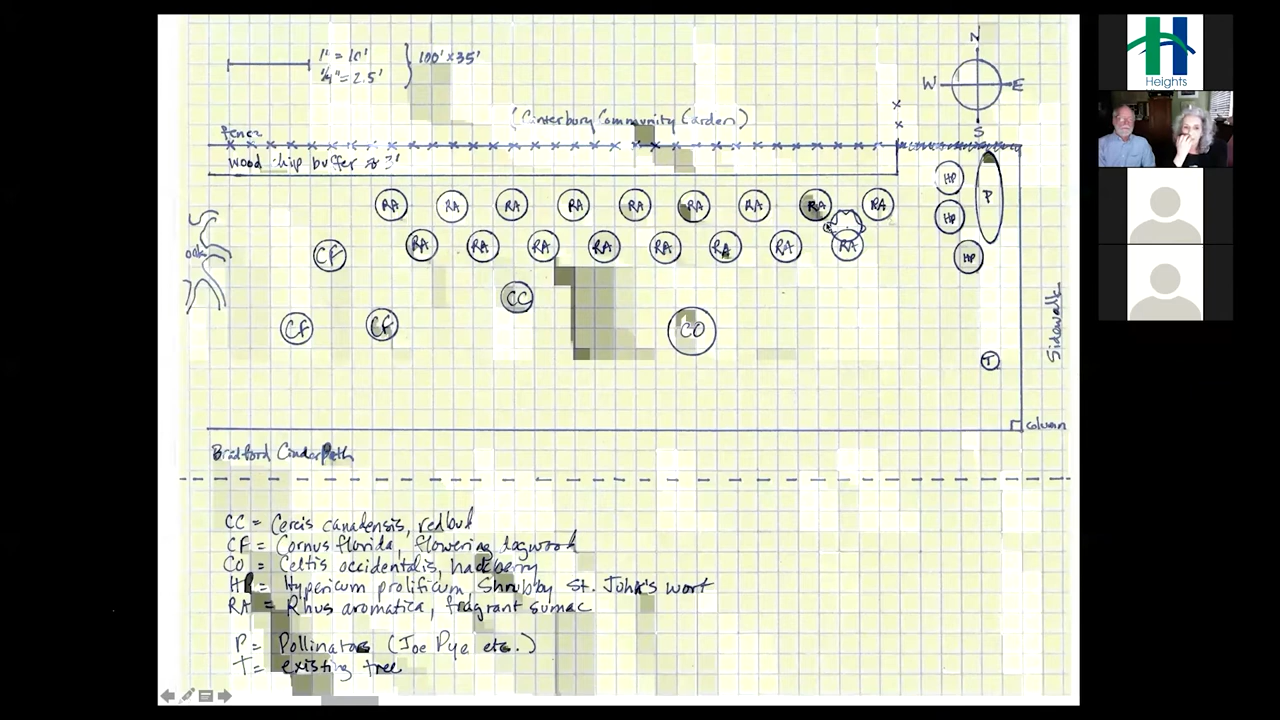 1" = 10'
1/4" = 2.5'
100' x 35'
N
W E
S
Heights
(Canterbury Community Garden)
fence
wood chip buffer ≈ 3'
RA RA RA RA RA RA RA RA RA
HP
P
HP
RA RA RA RA RA RA RA RA
CF
HP
oak
CC
CF CF
CO
Sidewalk
T
column
Bradford Cinder Path
CC = Cercis canadensis, redbud
CF = Cornus florida, flowering dogwood
CO = Celtis occidentalis, hackberry
HP = Hypericum prolificum, Shrubby St. John's wort
RA = Rhus aromatica, fragrant sumac
P = Pollinators (Joe Pye etc.)
T = existing tree